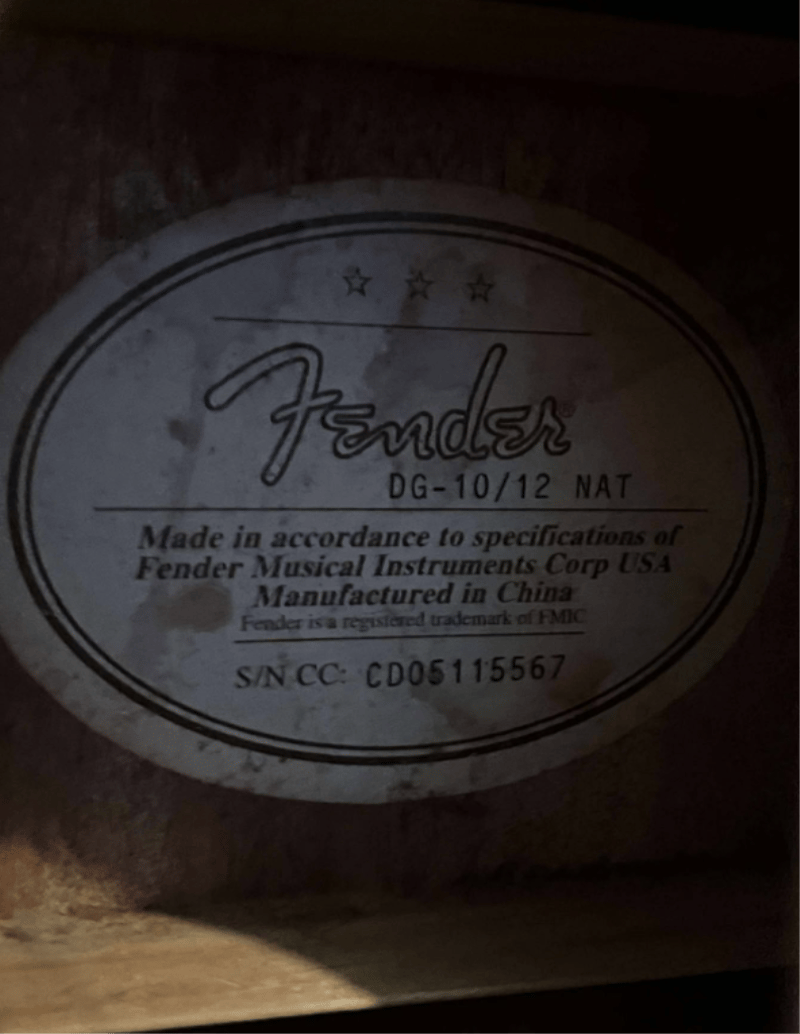 Fender®
DG-10/12 NAT
Made in accordance to specifications of
Fender Musical Instruments Corp USA
Manufactured in China
Fender is a registered trademark of FMIC
S/N CC: CD05115567